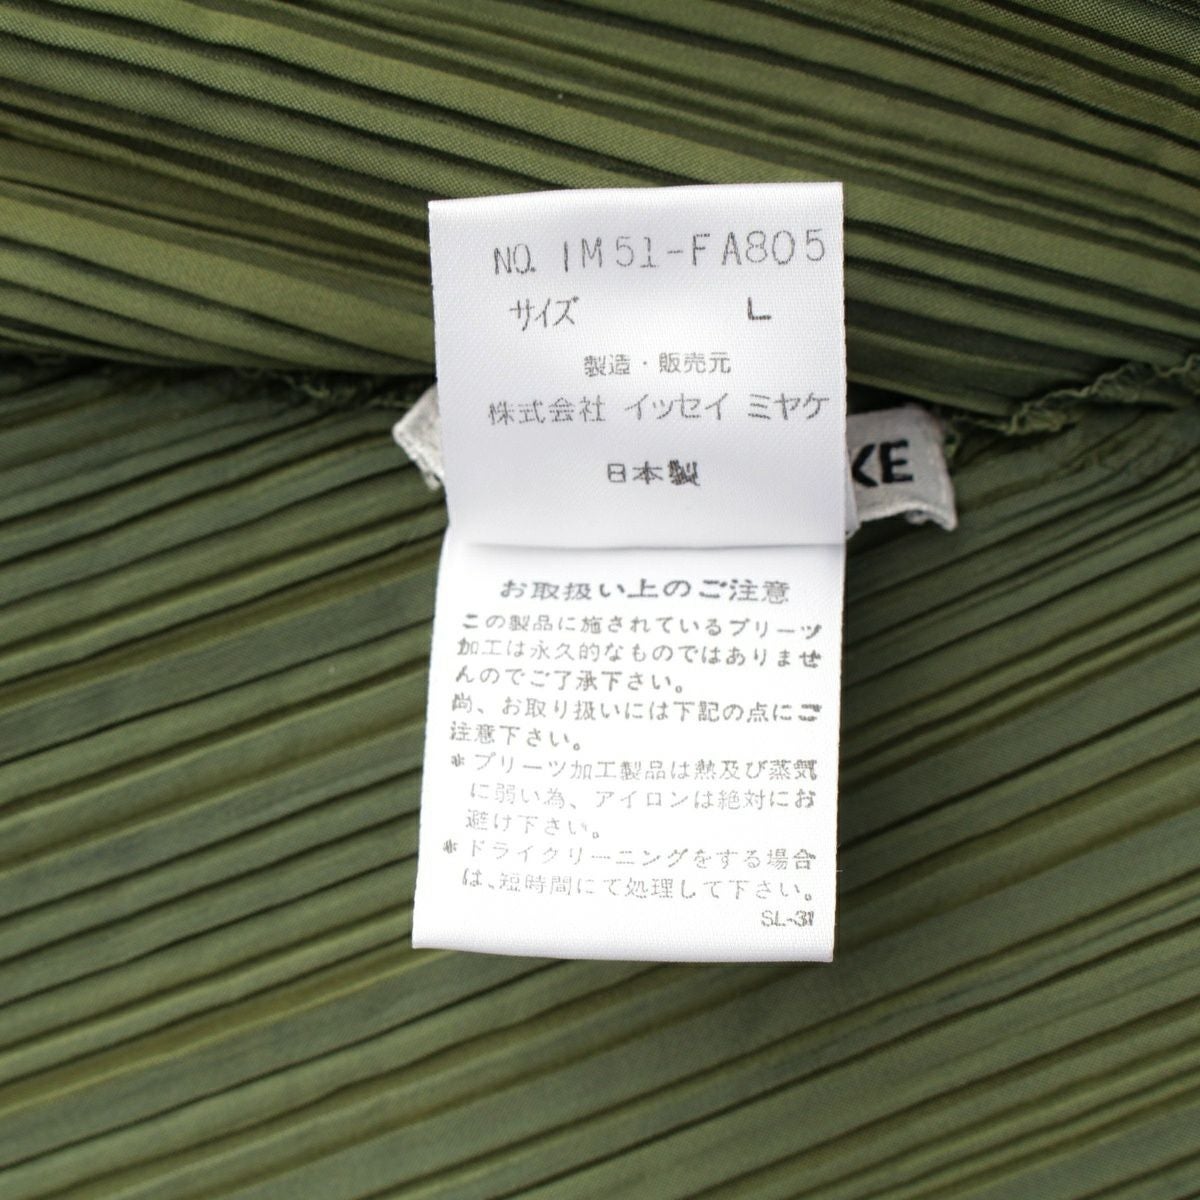 NO. IM51-FA805
サイズ L
製造・販売元
株式会社 イッセイ ミヤケ
日本製
KE
お取扱い上のご注意
この製品に施されているプリーツ
加工は永久的なものではありませ
んのでご了承下さい。
尚、お取り扱いには下記の点にご
注意下さい。
*プリーツ加工製品は熱及び蒸気
に弱い為、アイロンは絶対にお
避け下さい。
*ドライクリーニングをする場合
は、短時間にて処理して下さい。
SL-31